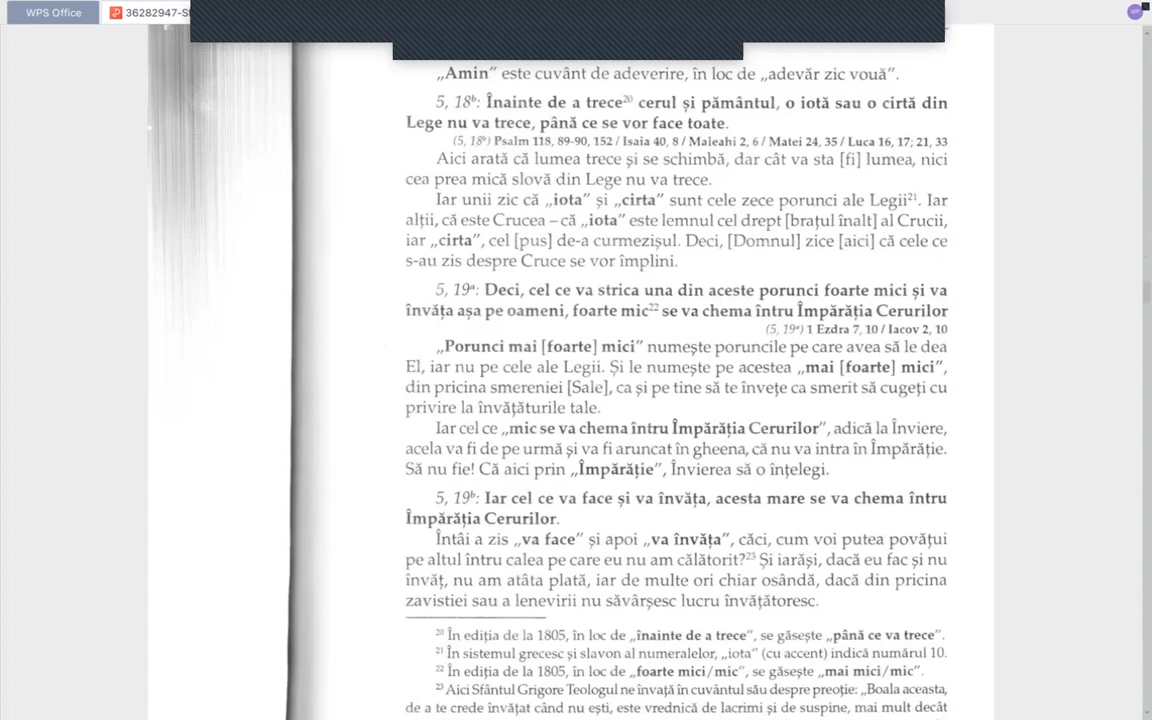 WPS Office
36282947-Sf
„Amin” este cuvânt de adeverire, în loc de „adevăr zic vouă”.
5, 18ᵇ: Înainte de a trece²⁰ cerul și pământul, o iotă sau o cirtă din
Lege nu va trece, până ce se vor face toate.
(5, 18ᵇ) Psalm 118, 89-90, 152 / Isaia 40, 8 / Maleahi 2, 6 / Matei 24, 35 / Luca 16, 17; 21, 33
Aici arată că lumea trece și se schimbă, dar cât va sta [fi] lumea, nici
cea prea mică slovă din Lege nu va trece.
Iar unii zic că „iota” și „cirta” sunt cele zece porunci ale Legii²¹. Iar
alții, că este Crucea – că „iota” este lemnul cel drept [brațul înalt] al Crucii,
iar „cirta”, cel [pus] de-a curmezișul. Deci, [Domnul] zice [aici] că cele ce
s-au zis despre Cruce se vor împlini.
5, 19ᵃ: Deci, cel ce va strica una din aceste porunci foarte mici și va
învăța așa pe oameni, foarte mic²² se va chema întru Împărăția Cerurilor
(5, 19ᵃ) 1 Ezdra 7, 10 / Iacov 2, 10
„Porunci mai [foarte] mici” numește poruncile pe care avea să le dea
El, iar nu pe cele ale Legii. Și le numește pe acestea „mai [foarte] mici”,
din pricina smereniei [Sale], ca și pe tine să te învețe ca smerit să cugeți cu
privire la învățăturile tale.
Iar cel ce „mic se va chema întru Împărăția Cerurilor”, adică la Înviere,
acela va fi de pe urmă și va fi aruncat în gheena, că nu va intra în Împărăție.
Să nu fie! Că aici prin „Împărăție”, Învierea să o înțelegi.
5, 19ᵇ: Iar cel ce va face și va învăța, acesta mare se va chema întru
Împărăția Cerurilor.
Întâi a zis „va face” și apoi „va învăța”, căci, cum voi putea povățui
pe altul întru calea pe care eu nu am călătorit?²³ Și iarăși, dacă eu fac și nu
învăț, nu am atâta plată, iar de multe ori chiar osândă, dacă din pricina
zavistiei sau a lenevirii nu săvârșesc lucru învățătoresc.
²⁰ În ediția de la 1805, în loc de „înainte de a trece”, se găsește „până ce va trece”.
²¹ În sistemul grecesc și slavon al numeralelor, „iota” (cu accent) indică numărul 10.
²² În ediția de la 1805, în loc de „foarte mici/mic”, se găsește „mai mici/mic”.
²³ Aici Sfântul Grigore Teologul ne învață în cuvântul său despre preoție: „Boala aceasta,
de a te crede învățat când nu ești, este vrednică de lacrimi și de suspine, mai mult decât